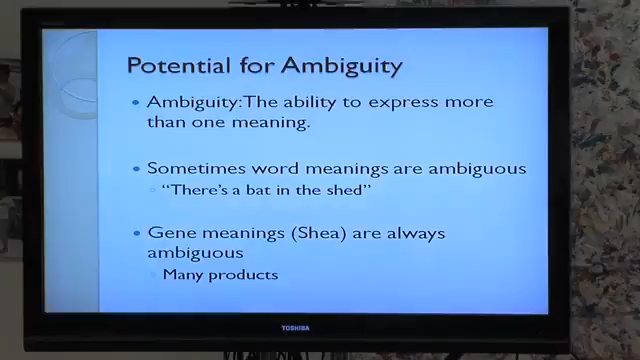 Potential for Ambiguity
Ambiguity: The ability to express more
than one meaning.
Sometimes word meanings are ambiguous
"There's a bat in the shed"
Gene meanings (Shea) are always
ambiguous
Many products
TOSHIBA